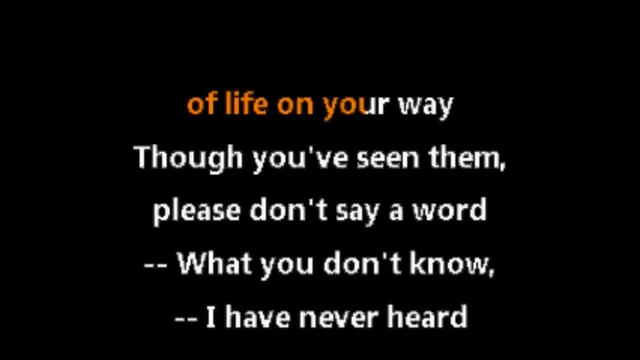 of life on your way
Though you've seen them,
please don't say a word
-- What you don't know,
-- I have never heard